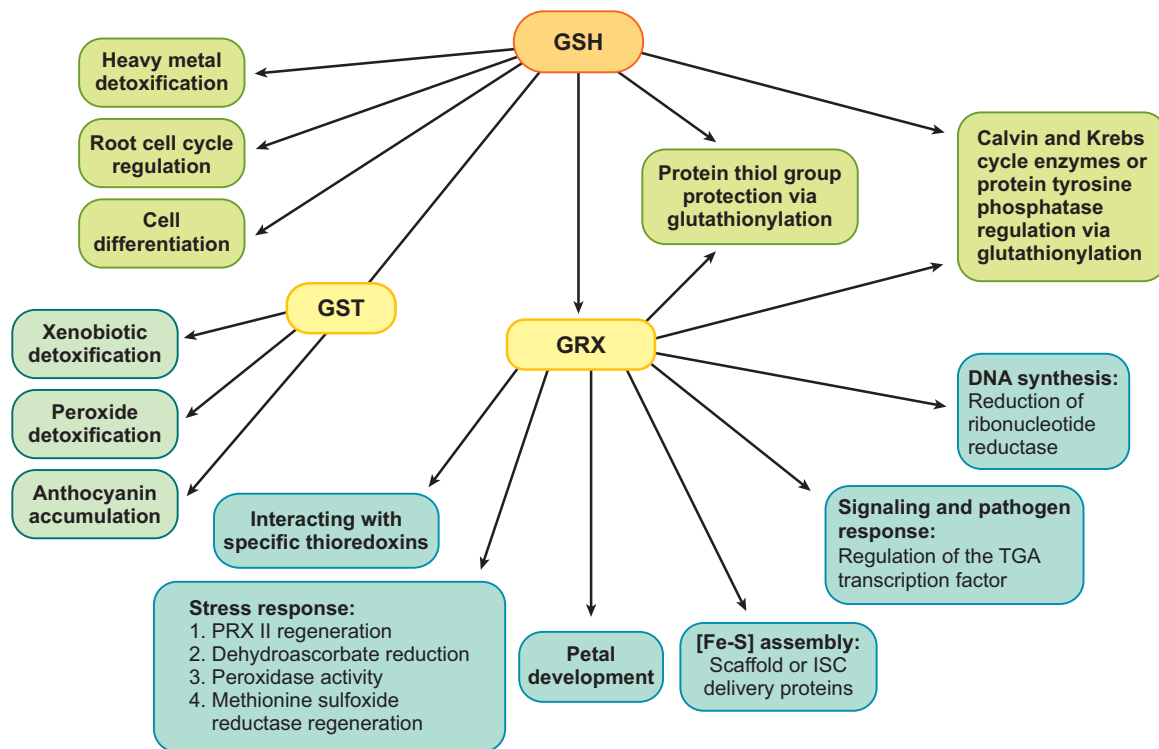 GSH
Heavy metal
detoxification
Root cell cycle
regulation
Cell
differentiation
Protein thiol group
protection via
glutathionylation
Calvin and Krebs
cycle enzymes or
protein tyrosine
phosphatase
regulation via
glutathionylation
GST
GRX
Xenobiotic
detoxification
Peroxide
detoxification
Anthocyanin
accumulation
DNA synthesis:
Reduction of
ribonucleotide
reductase
Interacting with
specific thioredoxins
Signaling and pathogen
response:
Regulation of the TGA
transcription factor
Stress response:
1. PRX II regeneration
2. Dehydroascorbate reduction
3. Peroxidase activity
4. Methionine sulfoxide
reductase regeneration
Petal
development
[Fe-S] assembly:
Scaffold or ISC
delivery proteins